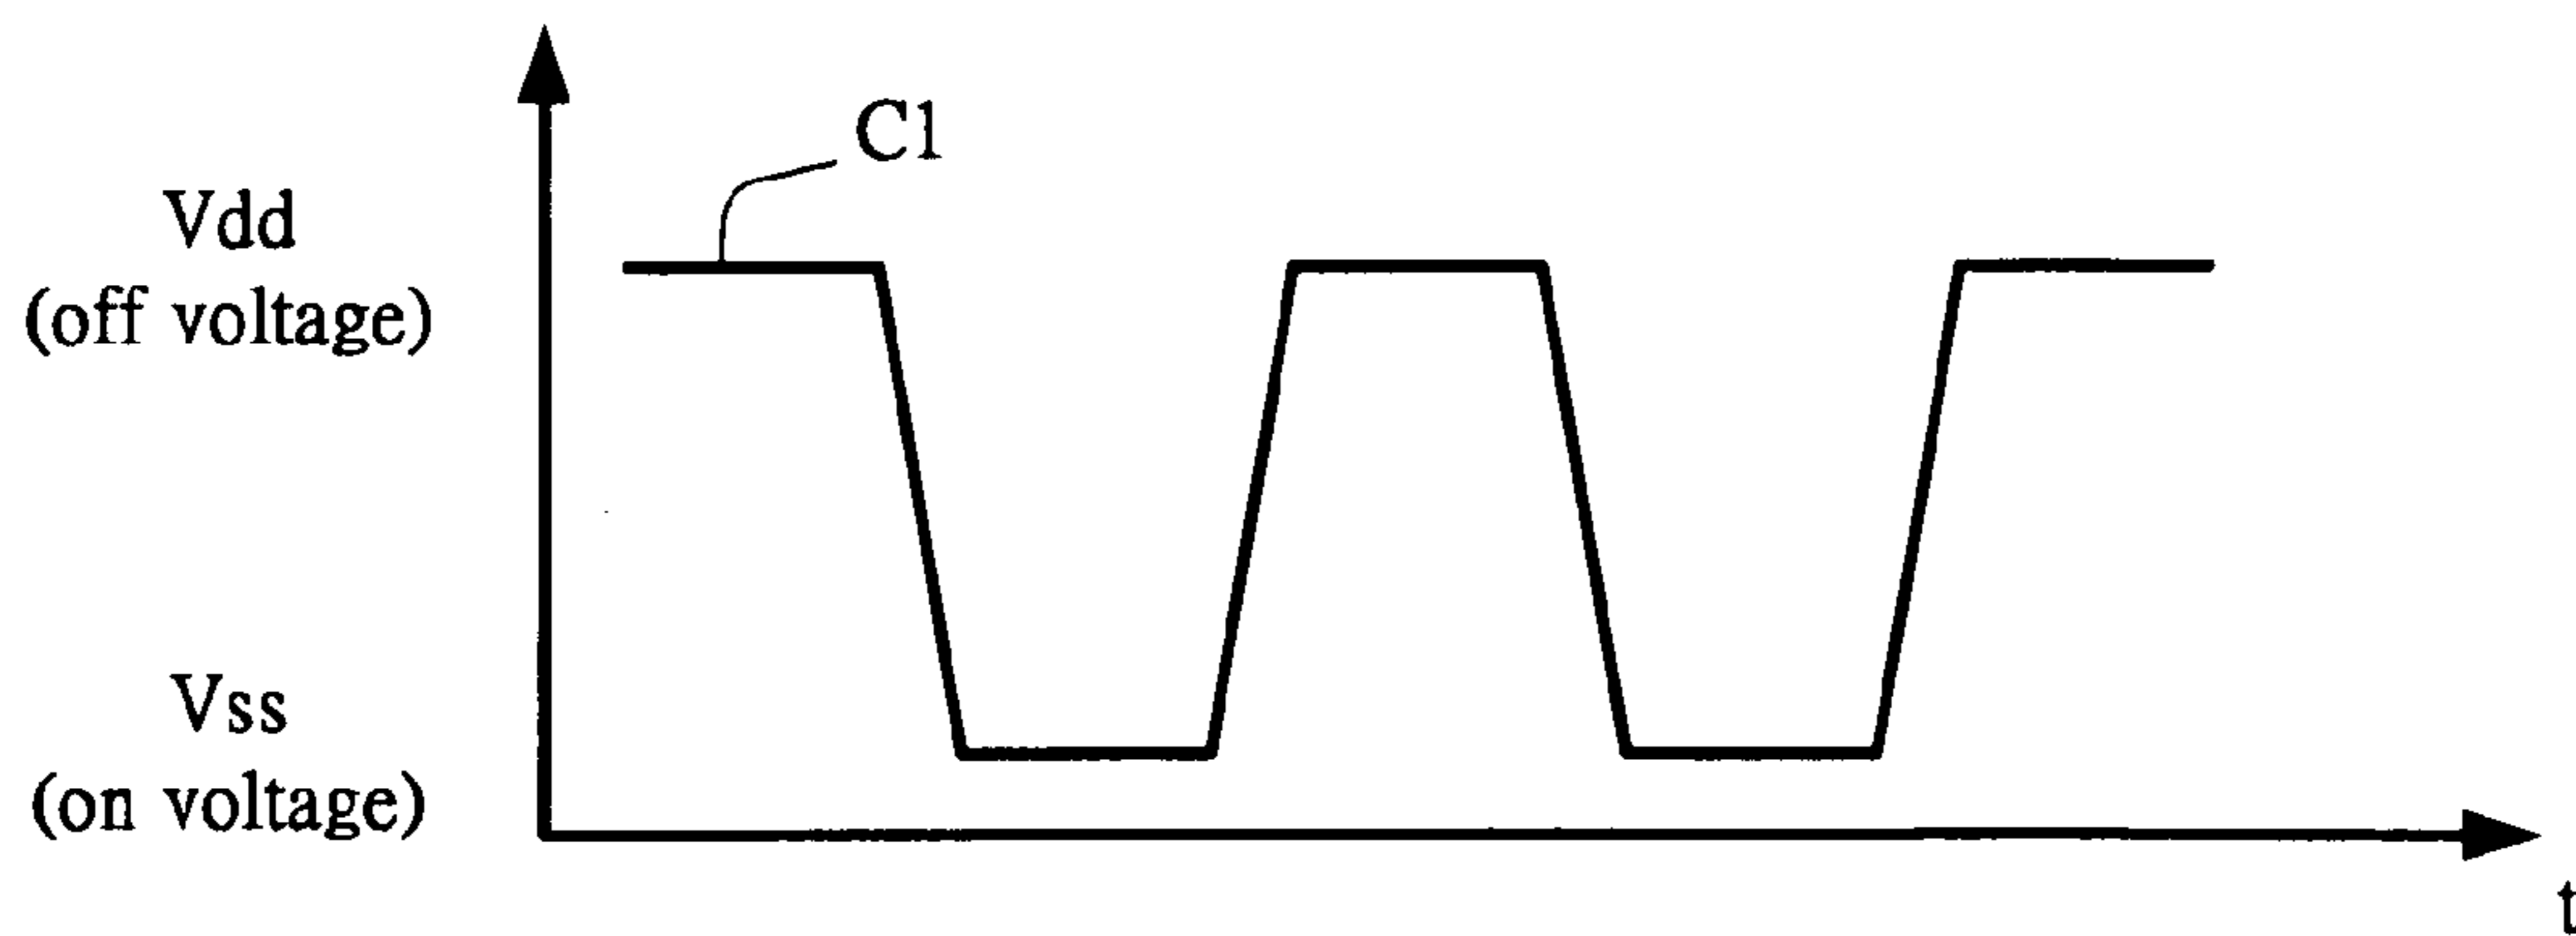 C1
Vdd
(off voltage)
Vss
(on voltage)
t